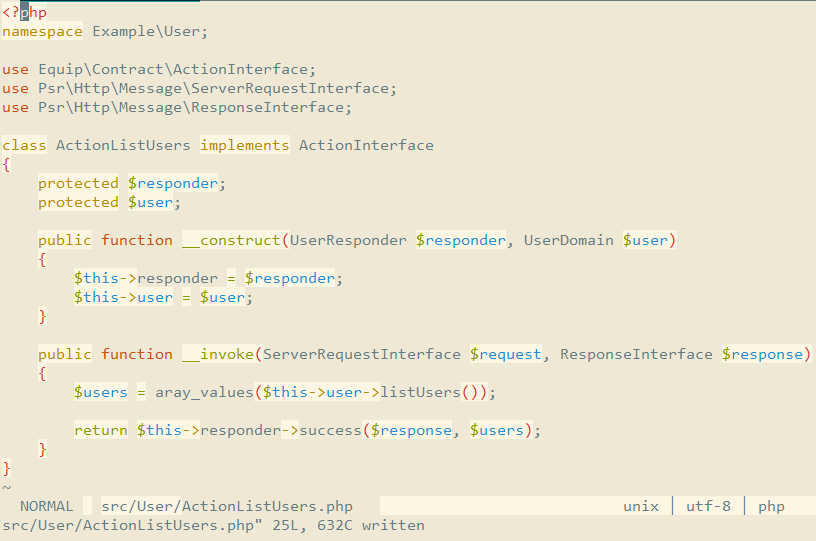 <?php
namespace Example\User;

use Equip\Contract\ActionInterface;
use Psr\Http\Message\ServerRequestInterface;
use Psr\Http\Message\ResponseInterface;

class ActionListUsers implements ActionInterface
{
    protected $responder;
    protected $user;

    public function __construct(UserResponder $responder, UserDomain $user)
    {
        $this->responder = $responder;
        $this->user = $user;
    }

    public function __invoke(ServerRequestInterface $request, ResponseInterface $response)
    {
        $users = aray_values($this->user->listUsers());

        return $this->responder->success($response, $users);
    }
}
~
NORMAL src/User/ActionListUsers.php unix | utf-8 | php
src/User/ActionListUsers.php" 25L, 632C written